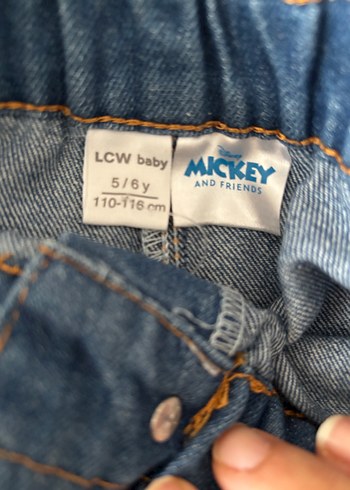 LCW baby
5/6 y
110-116 cm
Disney
MICKEY
AND FRIENDS